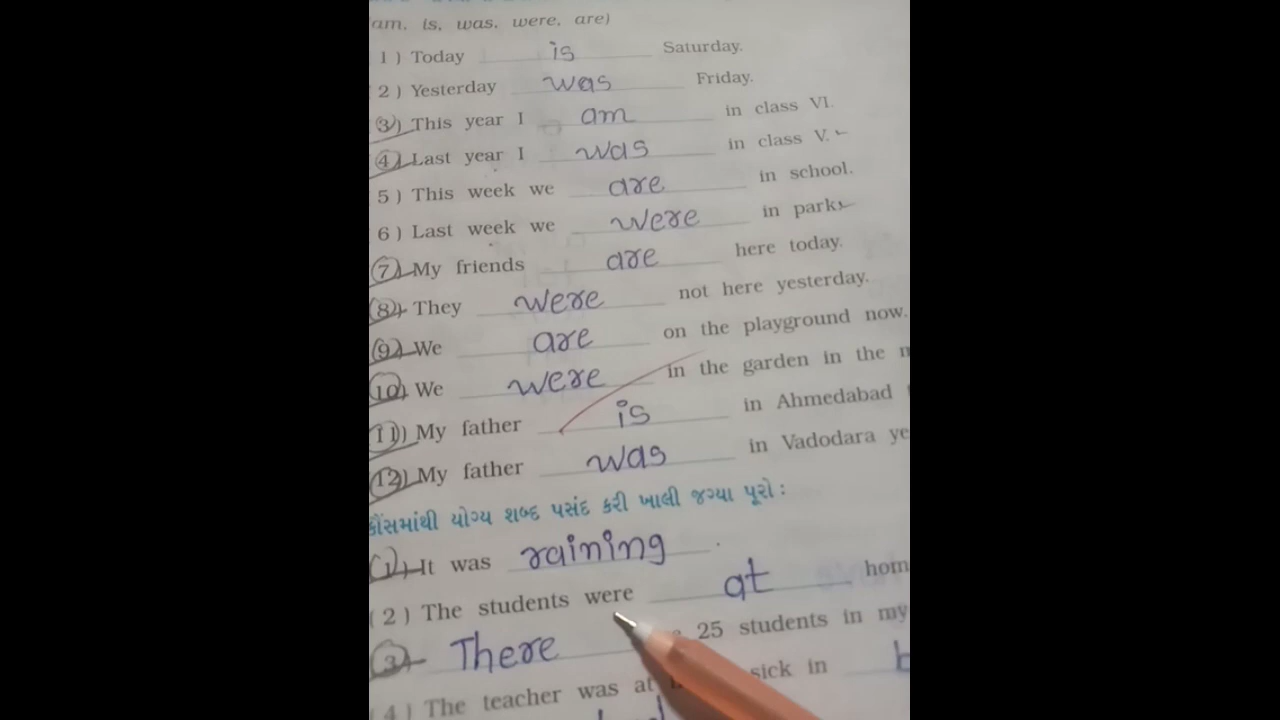 am, is, was, were, are)
1) Today is Saturday.
2) Yesterday was Friday.
3) This year I am in class VI.
4) Last year I was in class V.
5) This week we are in school.
6) Last week we were in park.
7) My friends are here today.
8) They were not here yesterday.
9) We are on the playground now.
10) We were in the garden in the
11) My father is in Ahmedabad
12) My father was in Vadodara ye
કૌંસમાંથી યોગ્ય શબ્દ પસંદ કરી ખાલી જગ્યા પૂરો :
(1) It was raining
(2) The students were at hom
(3) There 25 students in my
(4) The teacher was at sick in